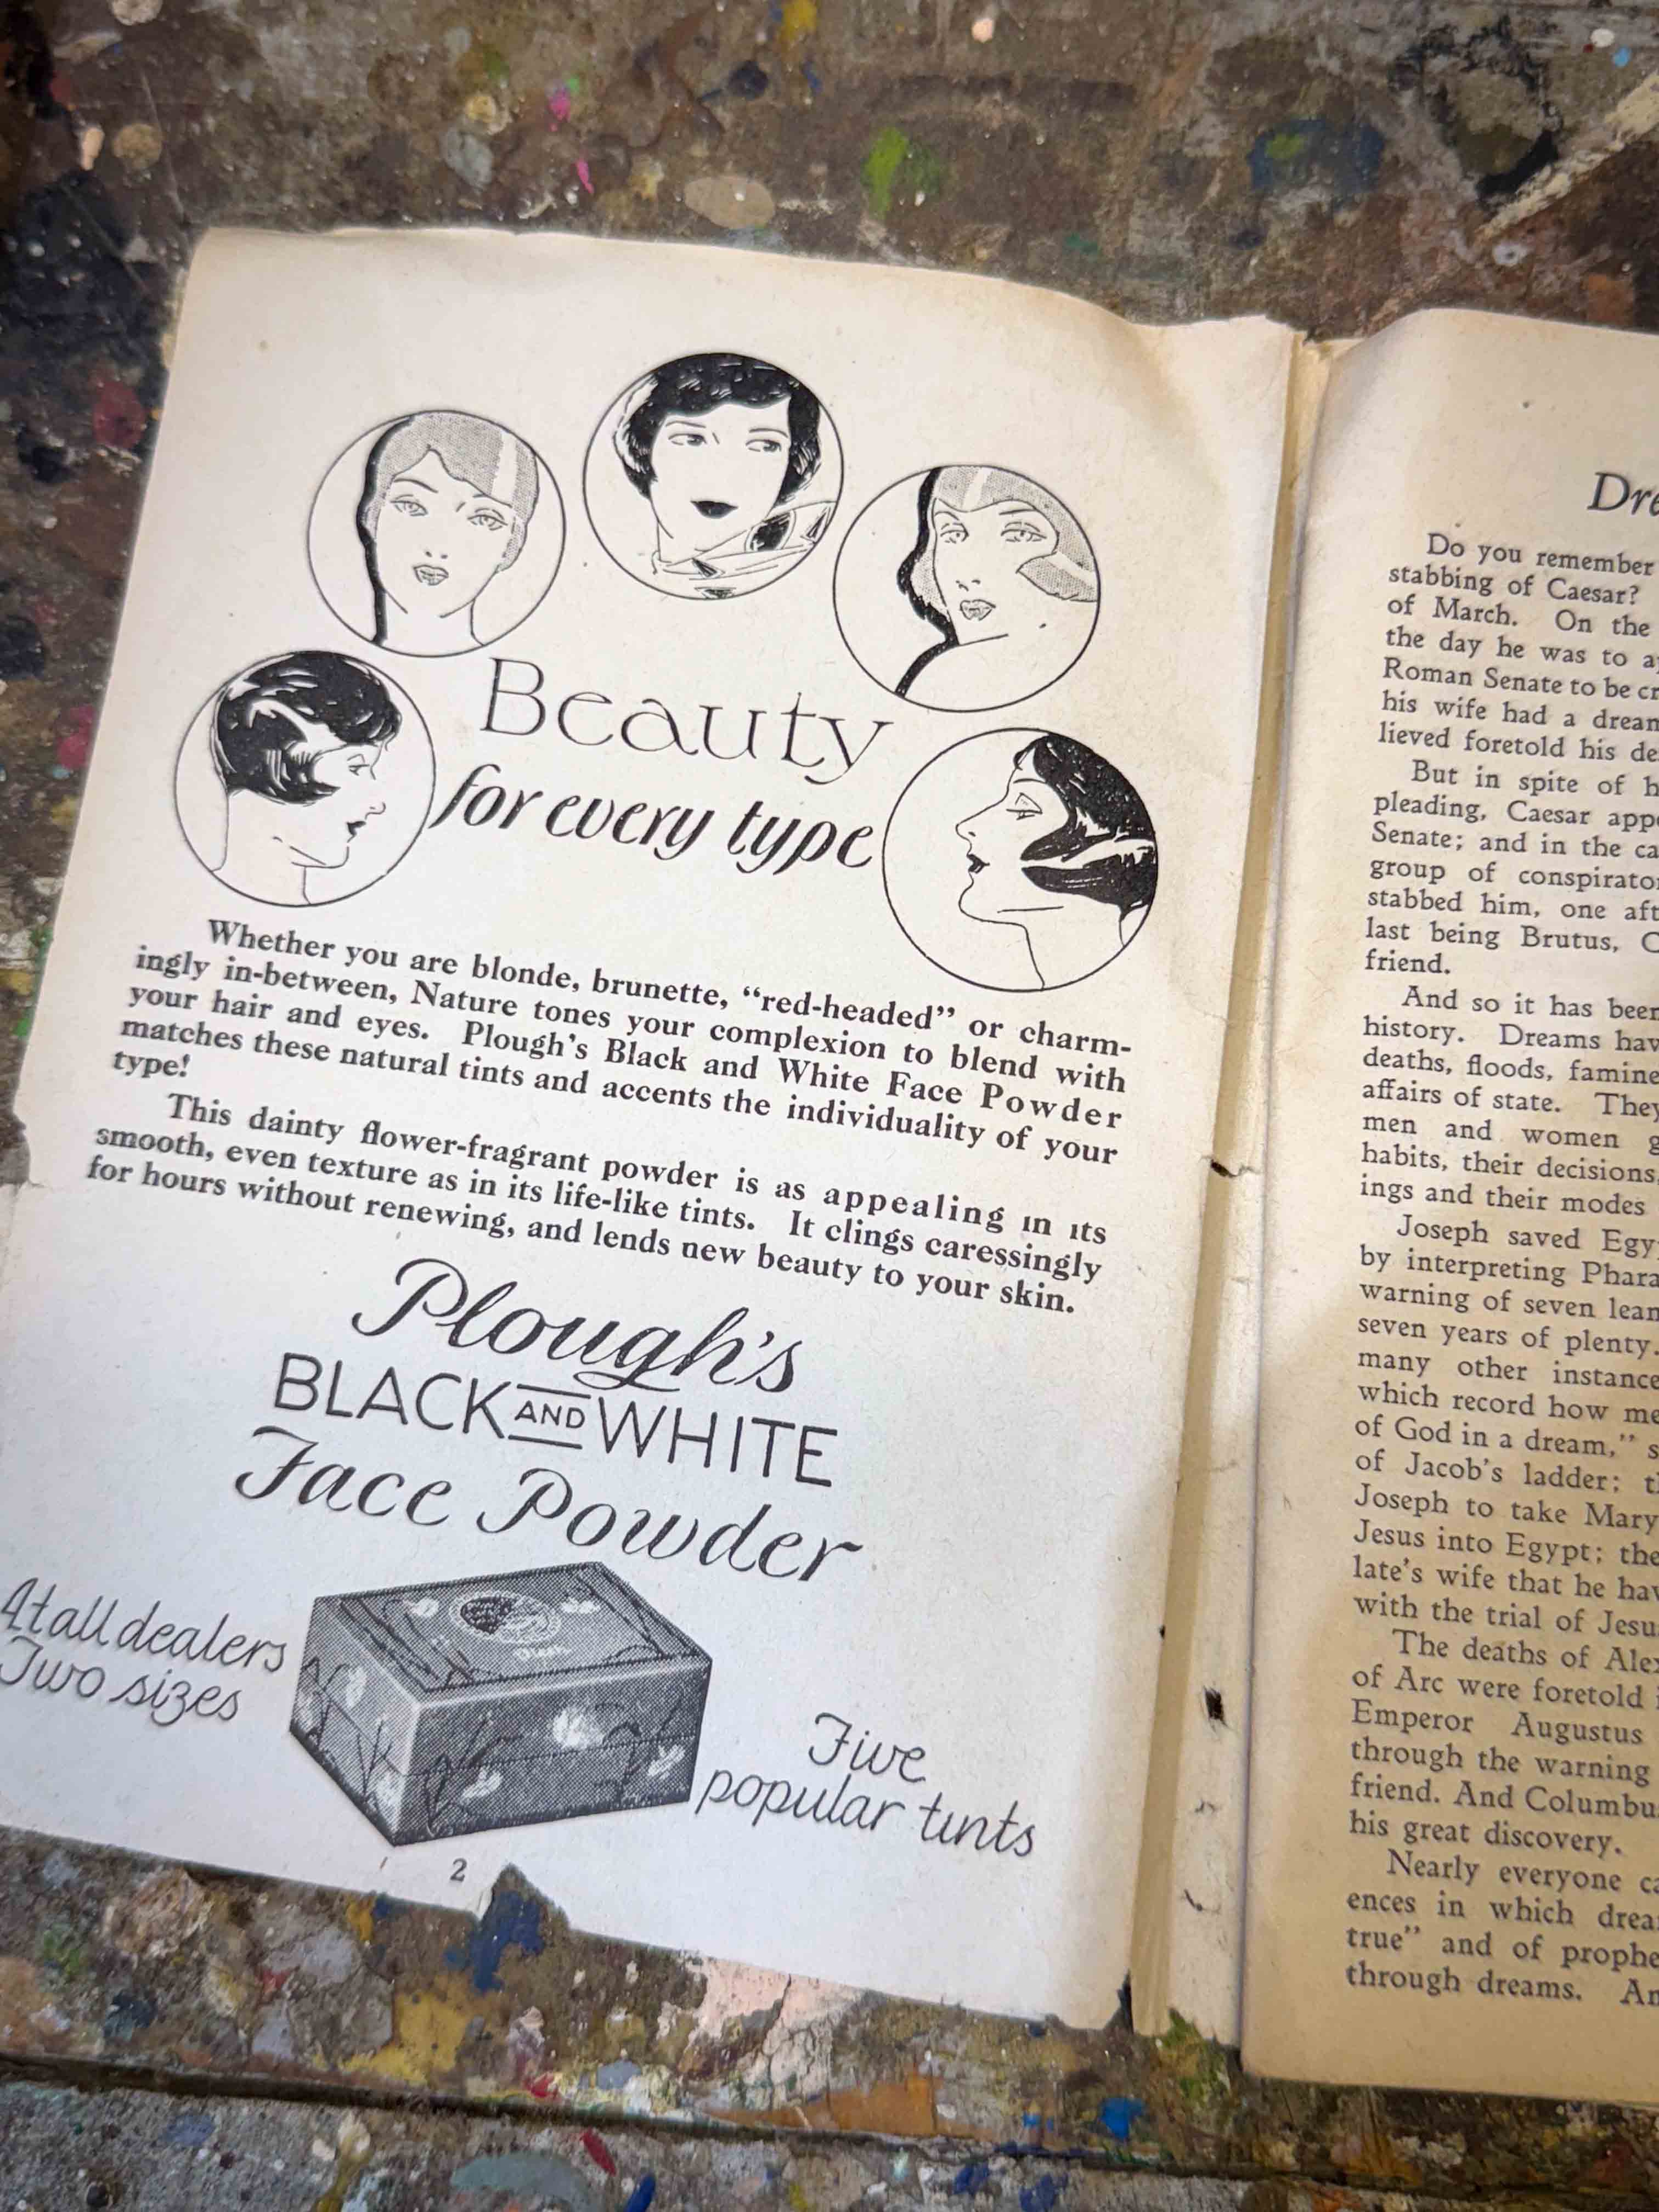 Beauty
for every type
Whether you are blonde, brunette, “red-headed” or charm-
ingly in-between, Nature tones your complexion to blend with
your hair and eyes. Plough’s Black and White Face Powder
matches these natural tints and accents the individuality of your
type!
This dainty flower-fragrant powder is as appealing in its
smooth, even texture as in its life-like tints. It clings caressingly
for hours without renewing, and lends new beauty to your skin.
Plough’s
BLACK AND WHITE
Face Powder
At all dealers
Two sizes
Five
popular tints
2
Do you remember
stabbing of Caesar?
of March. On the
the day he was to
Roman Senate to be
his wife had a
lieved foretold his
But in spite of
pleading, Caesar
Senate; and in the
group of
stabbed him, one
last being Brutus,
friend.
And so it has been
history. Dreams
deaths, floods,
affairs of state. They
men and women
habits, their decisions,
ings and their modes
Joseph saved
by interpreting
warning of seven lean
seven years of plenty.
many other
which record how
of God in a dream,”
of Jacob’s ladder;
Joseph to take Mary
Jesus into Egypt; the
late’s wife that he
with the trial of
The deaths of
of Arc were foretold
Emperor Augustus
through the warning
friend. And
his great discovery.
Nearly everyone
ences in which
true” and of
through dreams.